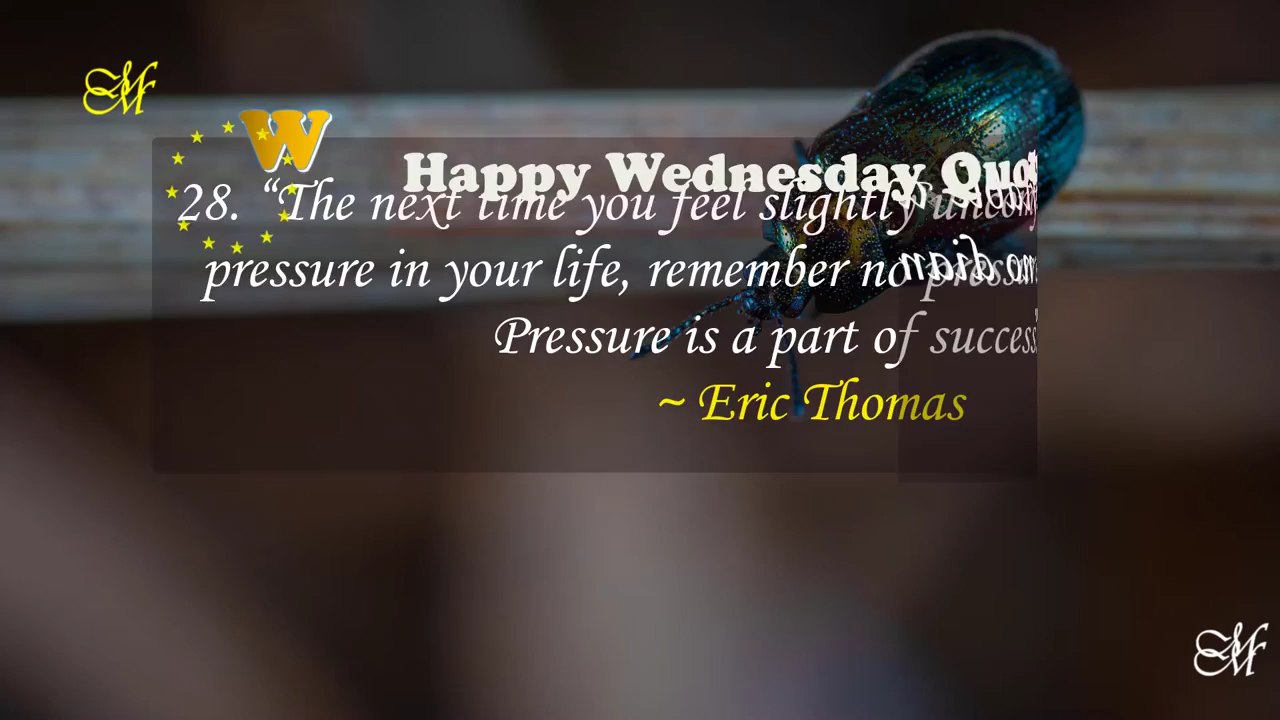 M
W
Happy Wednesday
28. “The next time you feel slightly
pressure in your life, remember no
Pressure is a part of success
~ Eric Thomas
M